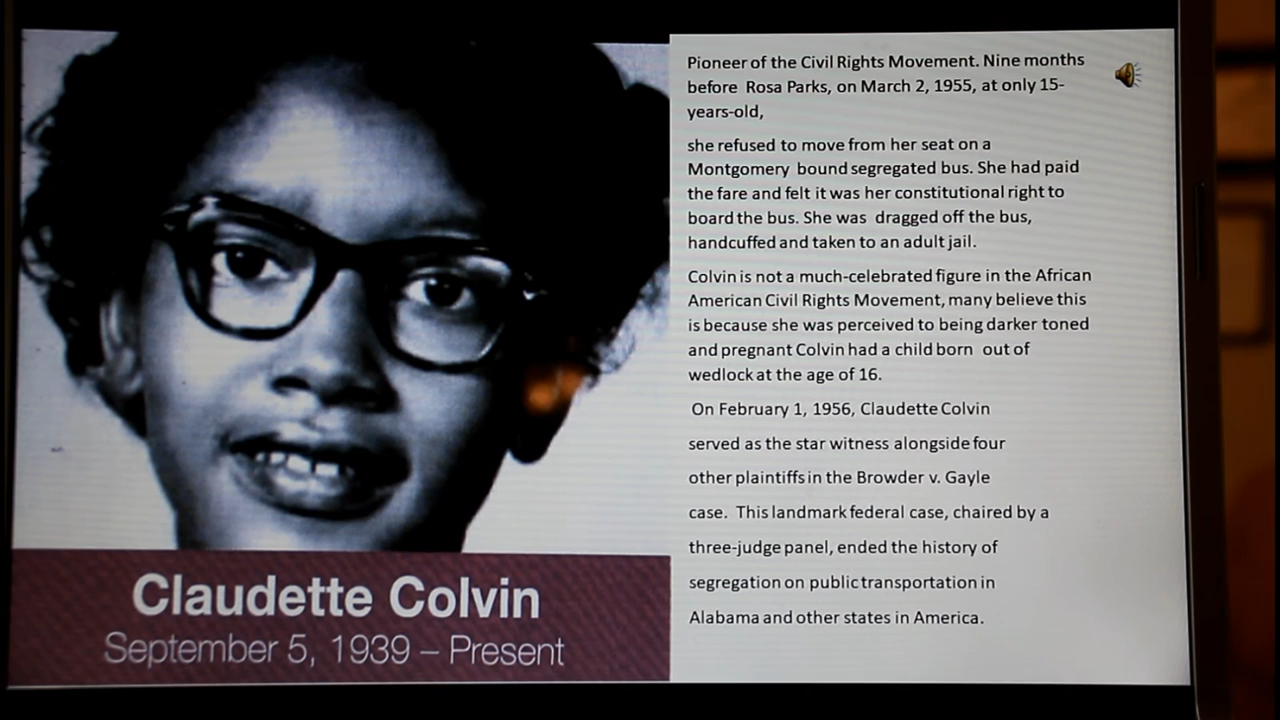 Pioneer of the Civil Rights Movement. Nine months
before Rosa Parks, on March 2, 1955, at only 15-
years-old,
she refused to move from her seat on a
Montgomery bound segregated bus. She had paid
the fare and felt it was her constitutional right to
board the bus. She was dragged off the bus,
handcuffed and taken to an adult jail.
Colvin is not a much-celebrated figure in the African
American Civil Rights Movement, many believe this
is because she was perceived to being darker toned
and pregnant Colvin had a child born out of
wedlock at the age of 16.
On February 1, 1956, Claudette Colvin
served as the star witness alongside four
other plaintiffs in the Browder v. Gayle
case. This landmark federal case, chaired by a
three-judge panel, ended the history of
segregation on public transportation in
Alabama and other states in America.
Claudette Colvin
September 5, 1939 – Present